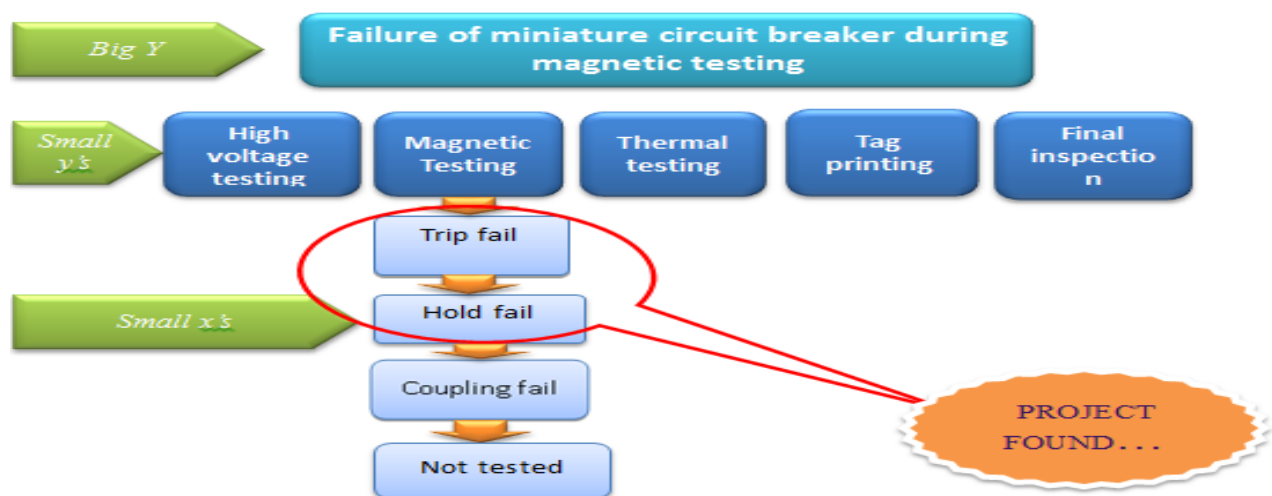 Big Y
Failure of miniature circuit breaker during
magnetic testing
Small
y's
High
voltage
testing
Magnetic
Testing
Thermal
testing
Tag
printing
Final
inspectio
n
Trip fail
Small x's
Hold fail
Coupling fail
PROJECT
FOUND...
Not tested